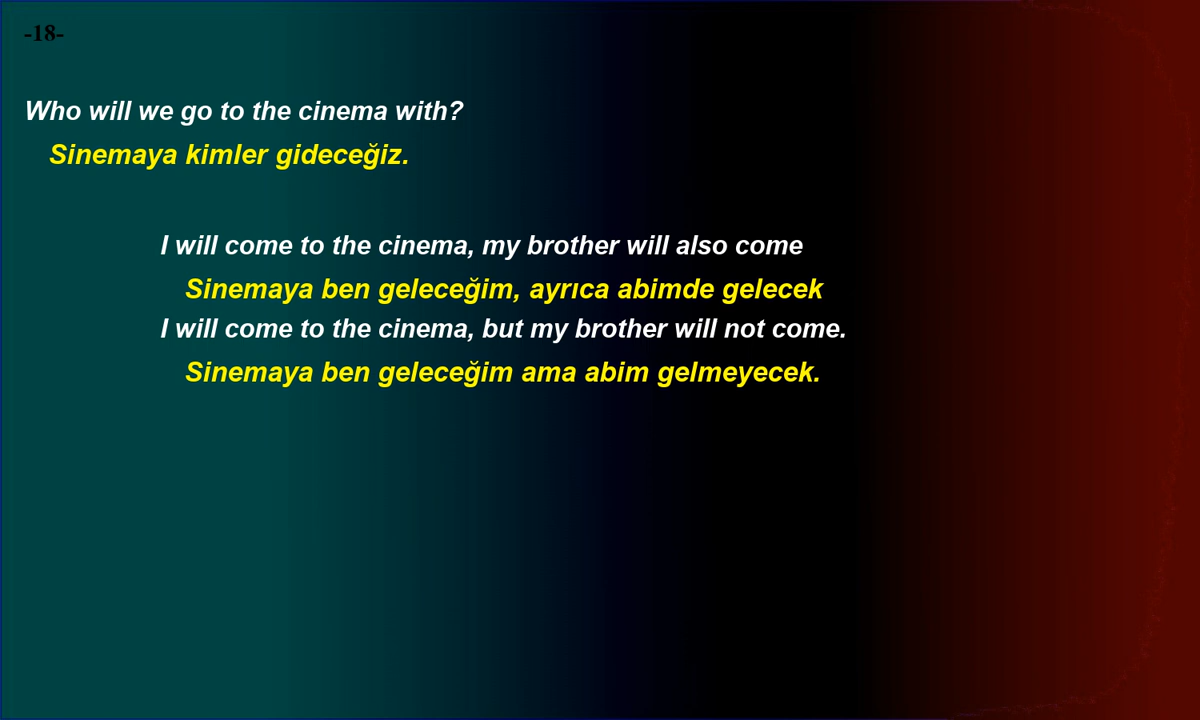 -18-
Who will we go to the cinema with?
Sinemaya kimler gideceğiz.
I will come to the cinema, my brother will also come
Sinemaya ben geleceğim, ayrıca abimde gelecek
I will come to the cinema, but my brother will not come.
Sinemaya ben geleceğim ama abim gelmeyecek.